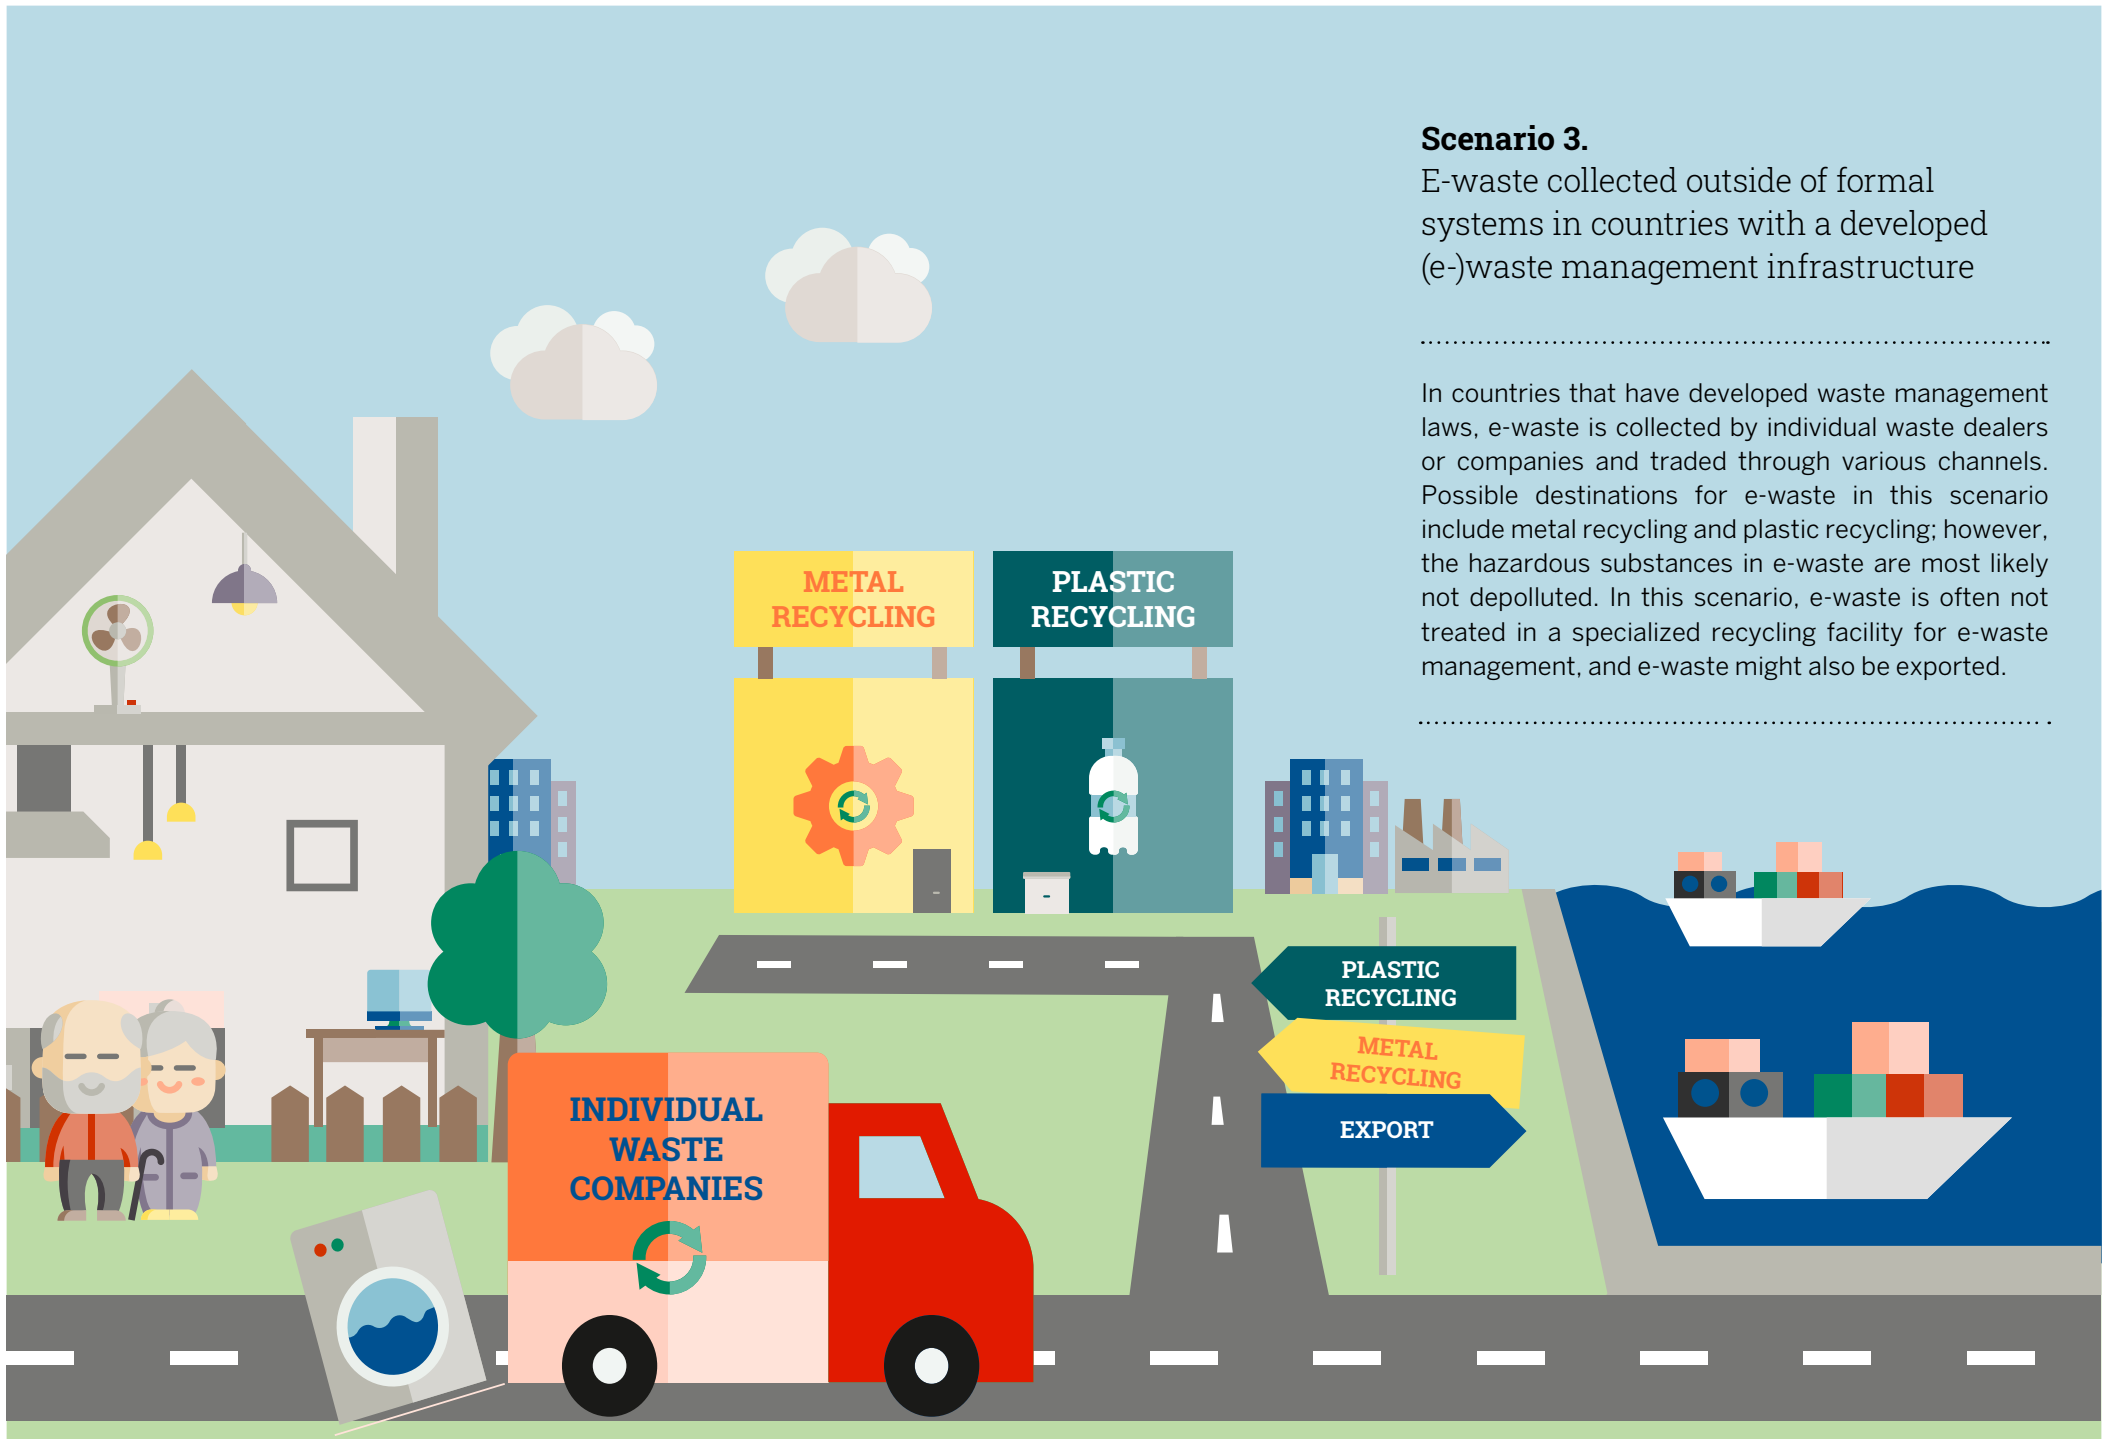 Scenario 3.
E-waste collected outside of formal
systems in countries with a developed
(e-)waste management infrastructure
In countries that have developed waste management
laws, e-waste is collected by individual waste dealers
or companies and traded through various channels.
Possible destinations for e-waste in this scenario
include metal recycling and plastic recycling; however,
the hazardous substances in e-waste are most likely
not depolluted. In this scenario, e-waste is often not
treated in a specialized recycling facility for e-waste
management, and e-waste might also be exported.
METAL
RECYCLING
PLASTIC
RECYCLING
PLASTIC
RECYCLING
METAL
RECYCLING
EXPORT
INDIVIDUAL
WASTE
COMPANIES